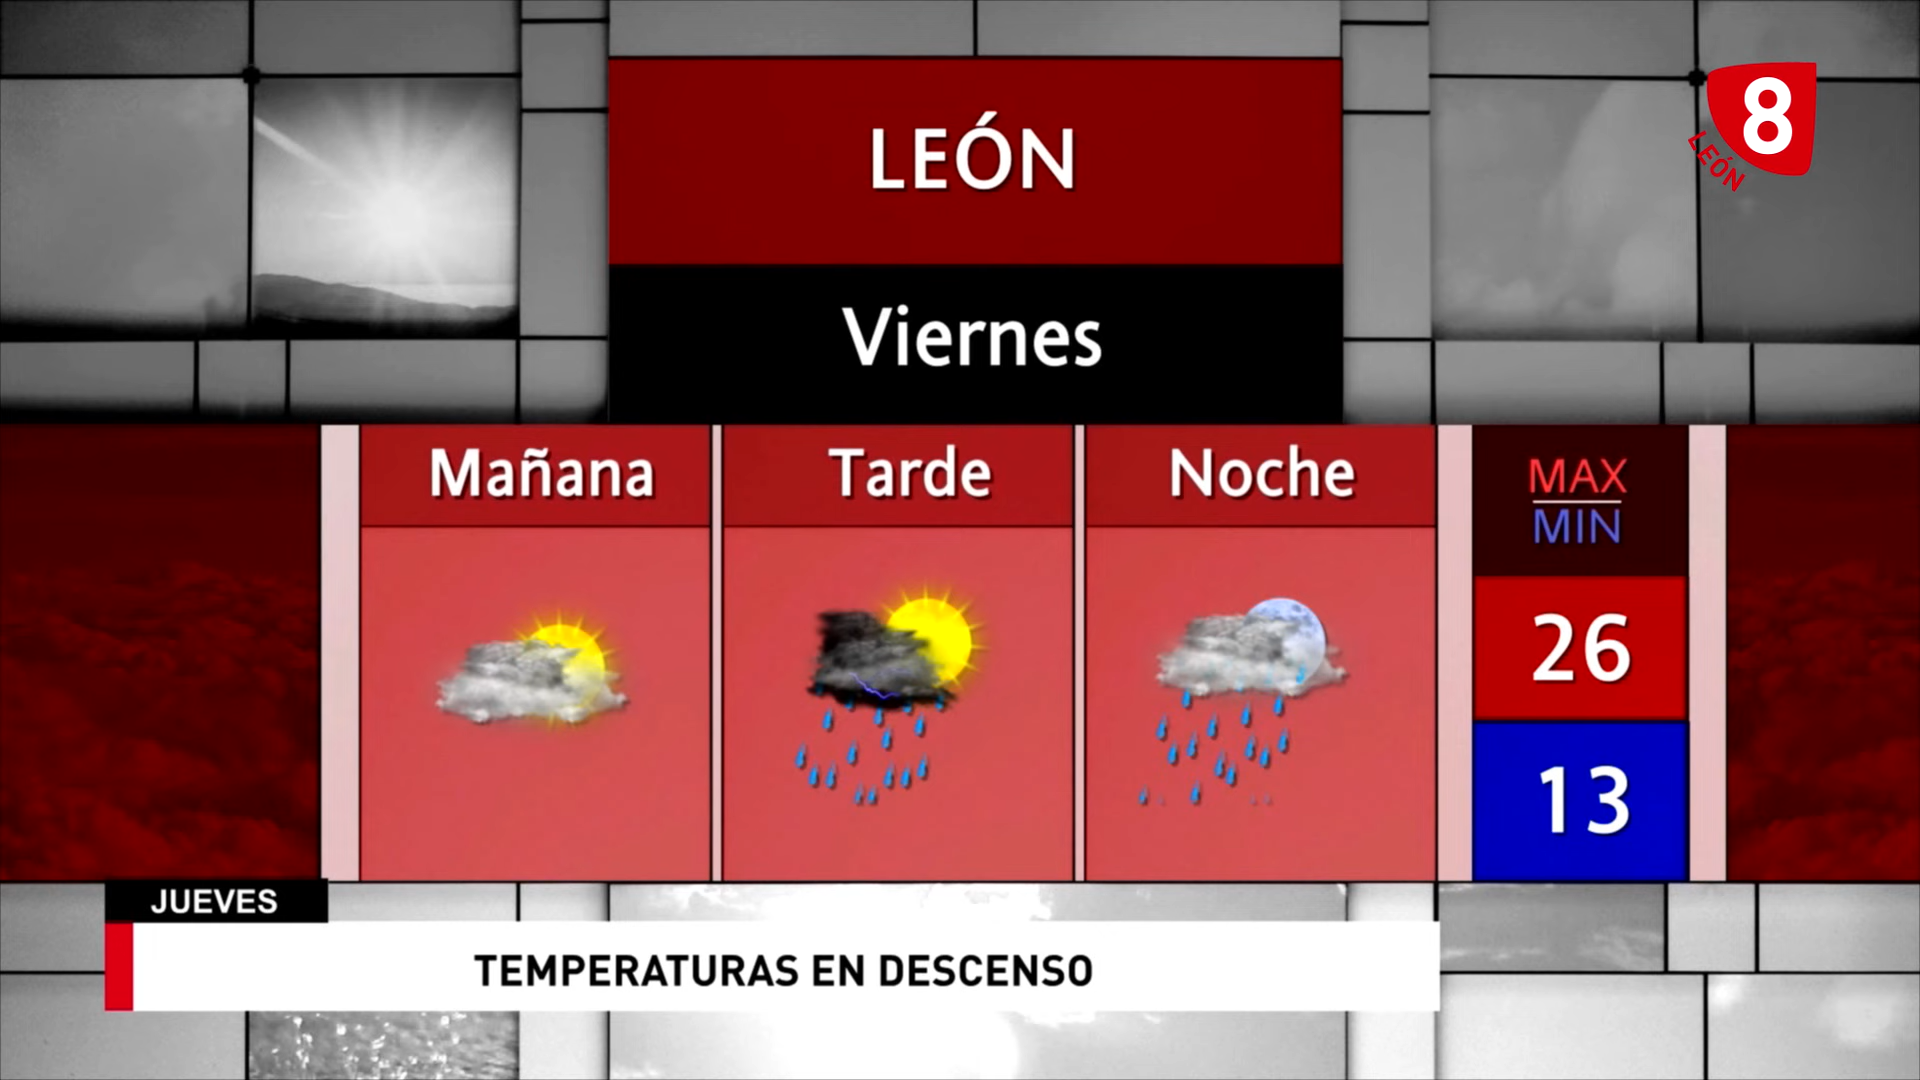 LEÓN
8
LEÓN
Viernes
Mañana
Tarde
Noche
MAX
MIN
26
13
JUEVES
TEMPERATURAS EN DESCENSO